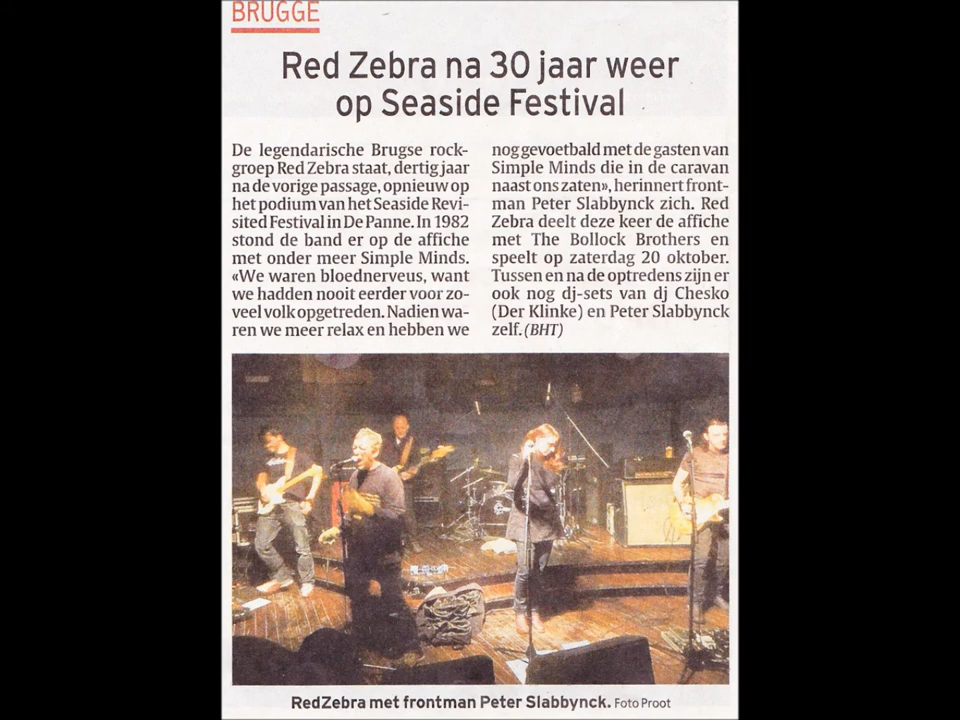 BRUGGE
Red Zebra na 30 jaar weer
op Seaside Festival
De legendarische Brugse rock-
groep Red Zebra staat, dertig jaar
na de vorige passage, opnieuw op
het podium van het Seaside Revi-
sited Festival in De Panne. In 1982
stond de band er op de affiche
met onder meer Simple Minds.
«We waren bloednerveus, want
we hadden nooit eerder voor zo-
veel volk opgetreden. Nadien wa-
ren we meer relax en hebben we
nog gevoetbald met de gasten van
Simple Minds die in de caravan
naast ons zaten», herinnert front-
man Peter Slabbynck zich. Red
Zebra deelt deze keer de affiche
met The Bollock Brothers en
speelt op zaterdag 20 oktober.
Tussen en na de optredens zijn er
ook nog dj-sets van dj Chesko
(Der Klinke) en Peter Slabbynck
zelf. (BHT)
RedZebra met frontman Peter Slabbynck. Foto Proot